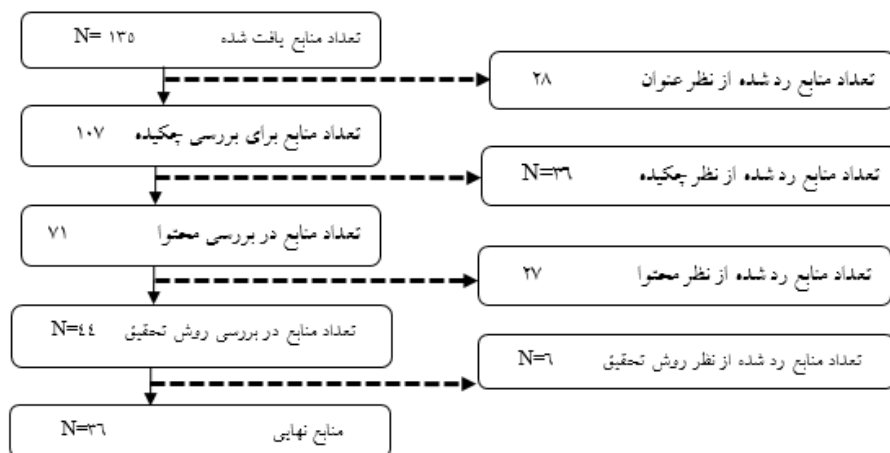 تعداد منابع یافت شده N= ١٣٥
تعداد منابع رد شده از نظر عنوان ٢٨
تعداد منابع برای بررسی چکیده ١٠٧
تعداد منابع رد شده از نظر چکیده N=٣٦
تعداد منابع در بررسی محتوا ٧١
تعداد منابع رد شده از نظر محتوا ٢٧
تعداد منابع در بررسی روش تحقیق N=٤٤
تعداد منابع رد شده از نظر روش تحقیق N=٦
منابع نهایی N=٣٦